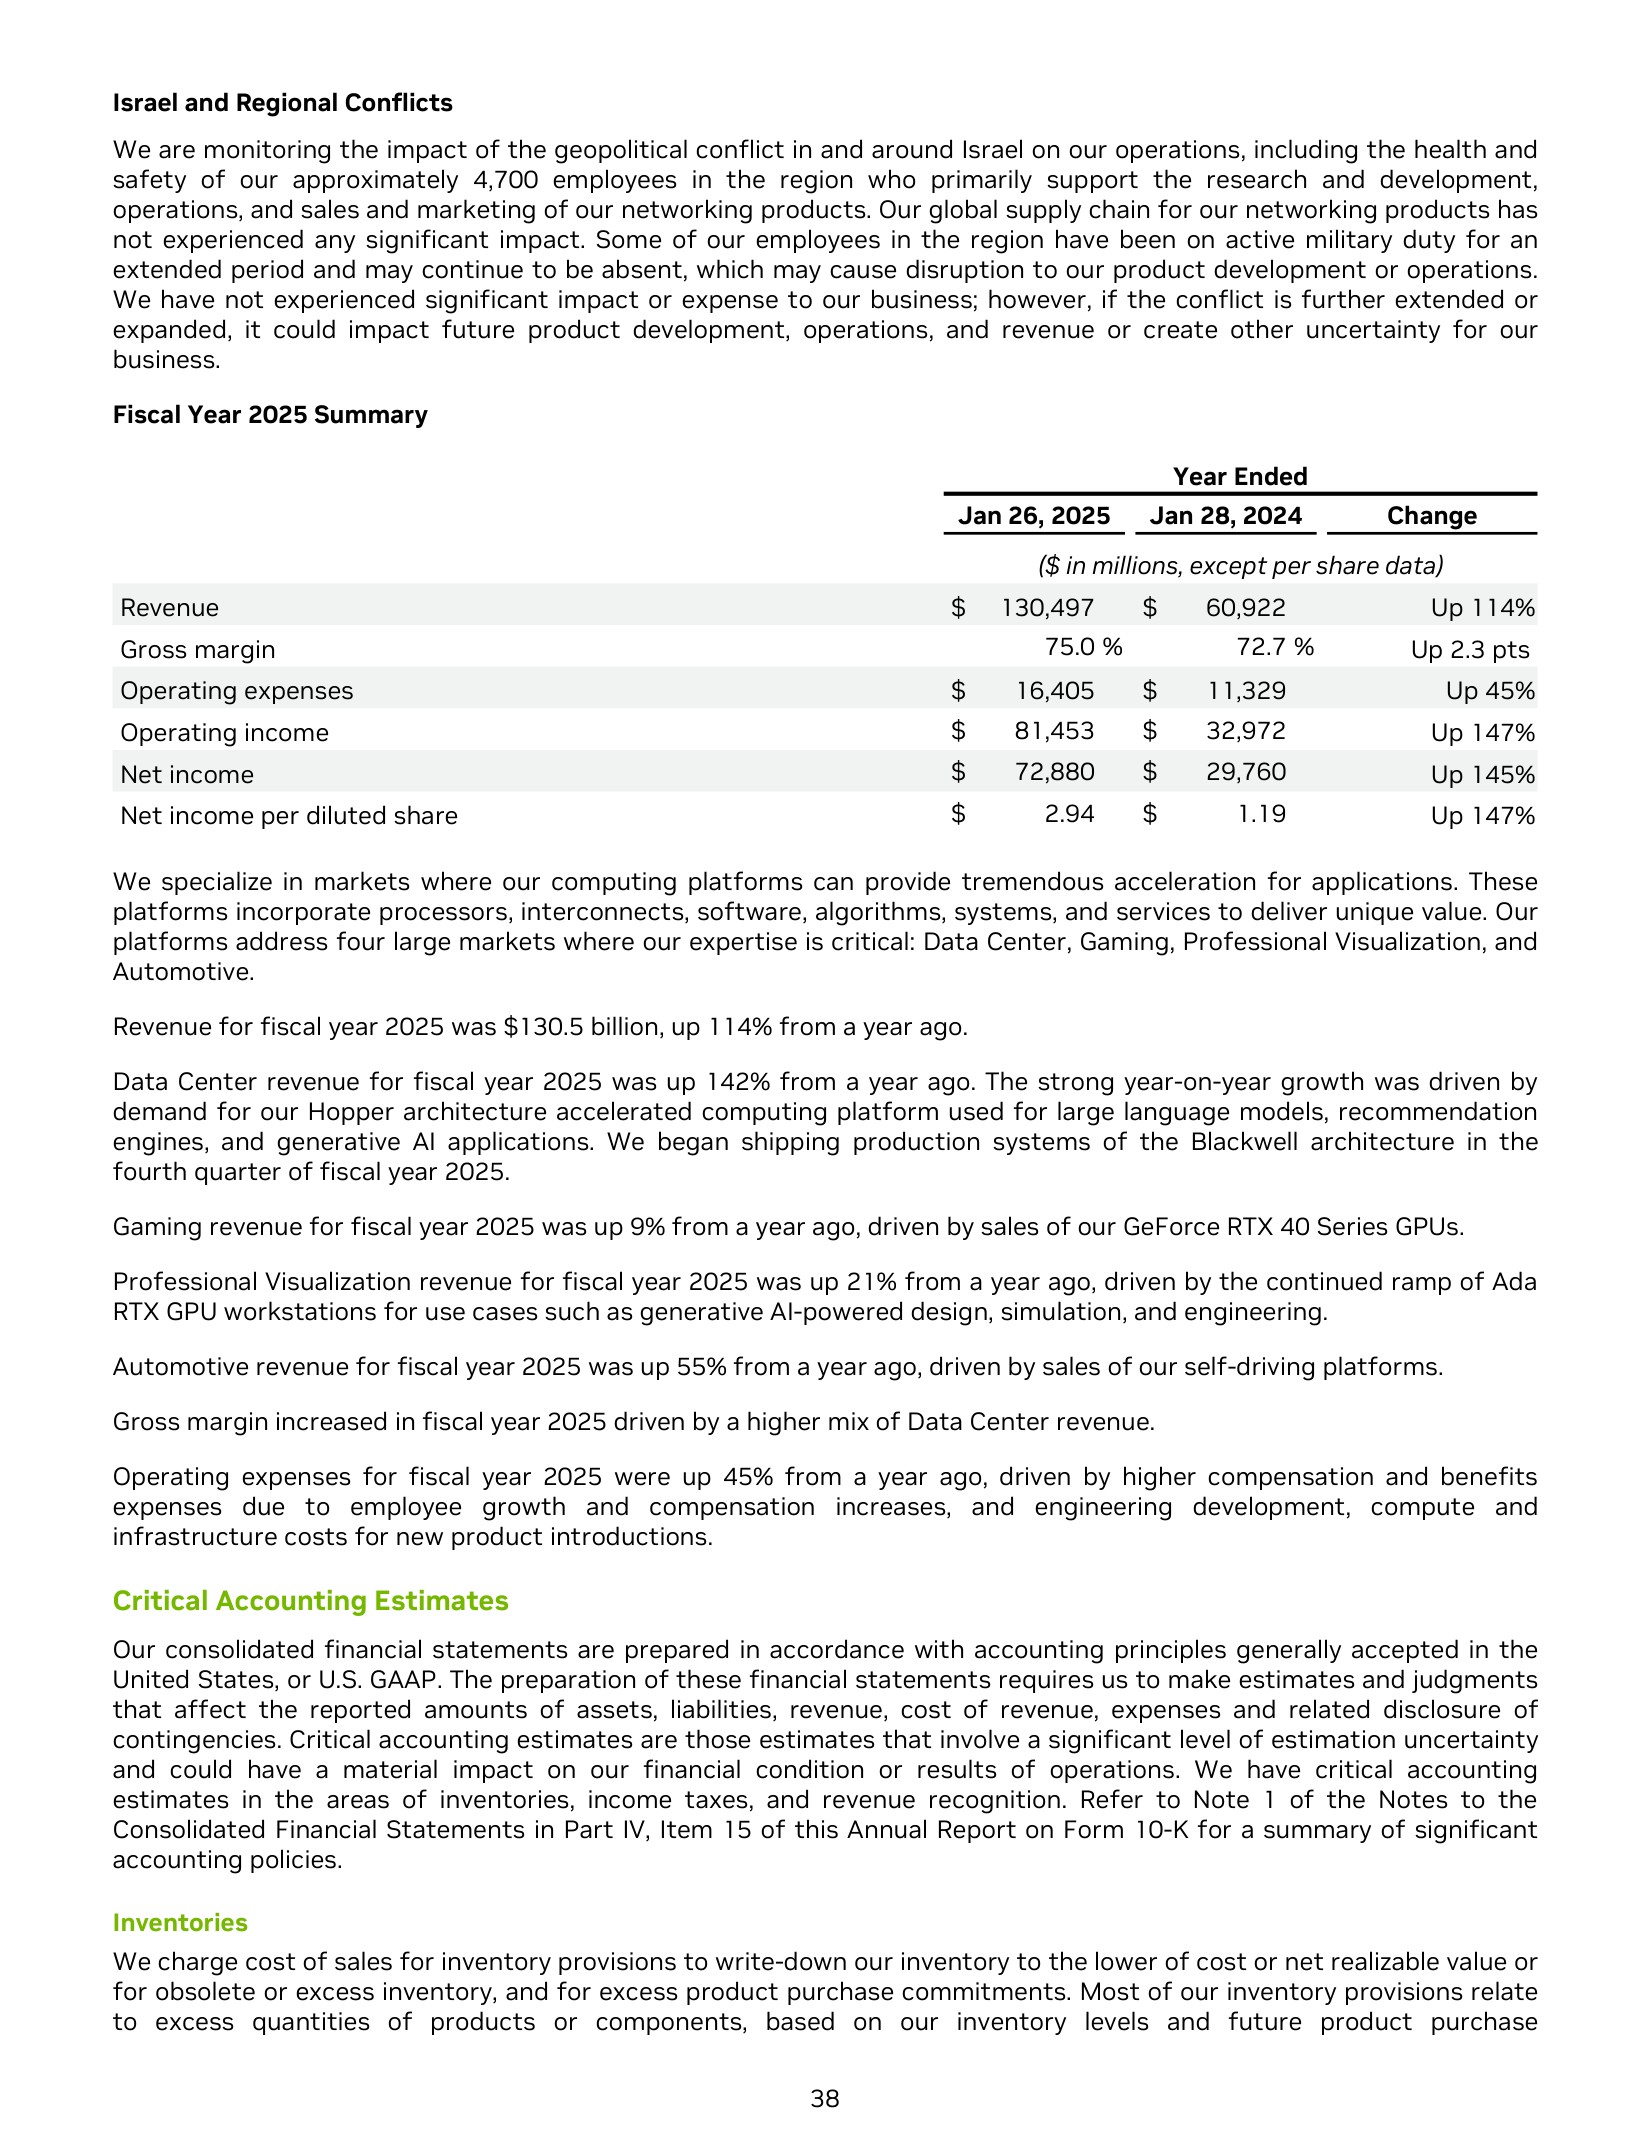 Israel and Regional Conflicts
We are monitoring the impact of the geopolitical conflict in and around Israel on our operations, including the health and
safety of our approximately 4,700 employees in the region who primarily support the research and development,
operations, and sales and marketing of our networking products. Our global supply chain for our networking products has
not experienced any significant impact. Some of our employees in the region have been on active military duty for an
extended period and may continue to be absent, which may cause disruption to our product development or operations.
We have not experienced significant impact or expense to our business; however, if the conflict is further extended or
expanded, it could impact future product development, operations, and revenue or create other uncertainty for our
business.
Fiscal Year 2025 Summary
Year Ended
Jan 26, 2025 Jan 28, 2024 Change
($ in millions, except per share data)
Revenue $ 130,497 $ 60,922 Up 114%
Gross margin 75.0 % 72.7 % Up 2.3 pts
Operating expenses $ 16,405 $ 11,329 Up 45%
Operating income $ 81,453 $ 32,972 Up 147%
Net income $ 72,880 $ 29,760 Up 145%
Net income per diluted share $ 2.94 $ 1.19 Up 147%
We specialize in markets where our computing platforms can provide tremendous acceleration for applications. These
platforms incorporate processors, interconnects, software, algorithms, systems, and services to deliver unique value. Our
platforms address four large markets where our expertise is critical: Data Center, Gaming, Professional Visualization, and
Automotive.
Revenue for fiscal year 2025 was $130.5 billion, up 114% from a year ago.
Data Center revenue for fiscal year 2025 was up 142% from a year ago. The strong year-on-year growth was driven by
demand for our Hopper architecture accelerated computing platform used for large language models, recommendation
engines, and generative AI applications. We began shipping production systems of the Blackwell architecture in the
fourth quarter of fiscal year 2025.
Gaming revenue for fiscal year 2025 was up 9% from a year ago, driven by sales of our GeForce RTX 40 Series GPUs.
Professional Visualization revenue for fiscal year 2025 was up 21% from a year ago, driven by the continued ramp of Ada
RTX GPU workstations for use cases such as generative AI-powered design, simulation, and engineering.
Automotive revenue for fiscal year 2025 was up 55% from a year ago, driven by sales of our self-driving platforms.
Gross margin increased in fiscal year 2025 driven by a higher mix of Data Center revenue.
Operating expenses for fiscal year 2025 were up 45% from a year ago, driven by higher compensation and benefits
expenses due to employee growth and compensation increases, and engineering development, compute and
infrastructure costs for new product introductions.
Critical Accounting Estimates
Our consolidated financial statements are prepared in accordance with accounting principles generally accepted in the
United States, or U.S. GAAP. The preparation of these financial statements requires us to make estimates and judgments
that affect the reported amounts of assets, liabilities, revenue, cost of revenue, expenses and related disclosure of
contingencies. Critical accounting estimates are those estimates that involve a significant level of estimation uncertainty
and could have a material impact on our financial condition or results of operations. We have critical accounting
estimates in the areas of inventories, income taxes, and revenue recognition. Refer to Note 1 of the Notes to the
Consolidated Financial Statements in Part IV, Item 15 of this Annual Report on Form 10-K for a summary of significant
accounting policies.
Inventories
We charge cost of sales for inventory provisions to write-down our inventory to the lower of cost or net realizable value or
for obsolete or excess inventory, and for excess product purchase commitments. Most of our inventory provisions relate
to excess quantities of products or components, based on our inventory levels and future product purchase
38